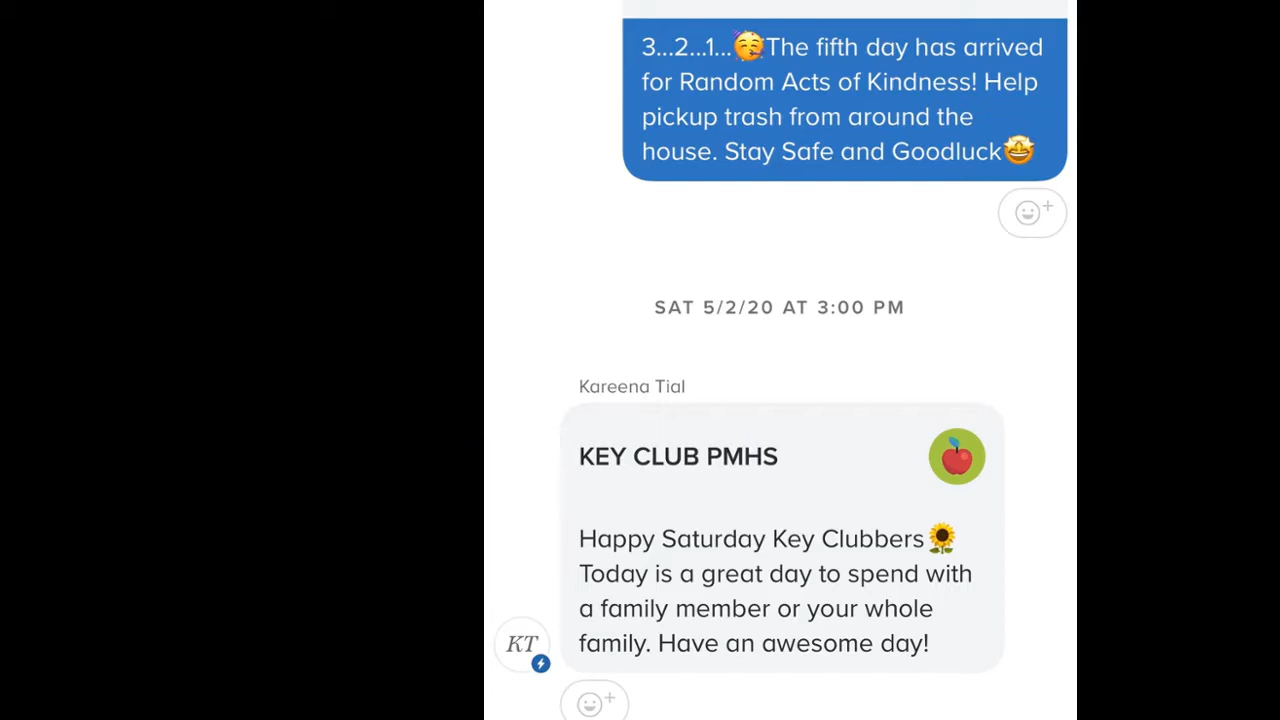 3...2...1...🥳The fifth day has arrived
for Random Acts of Kindness! Help
pickup trash from around the
house. Stay Safe and Goodluck🤩
SAT 5/2/20 AT 3:00 PM
Kareena Tial
KEY CLUB PMHS
Happy Saturday Key Clubbers🌻
Today is a great day to spend with
a family member or your whole
family. Have an awesome day!
KT